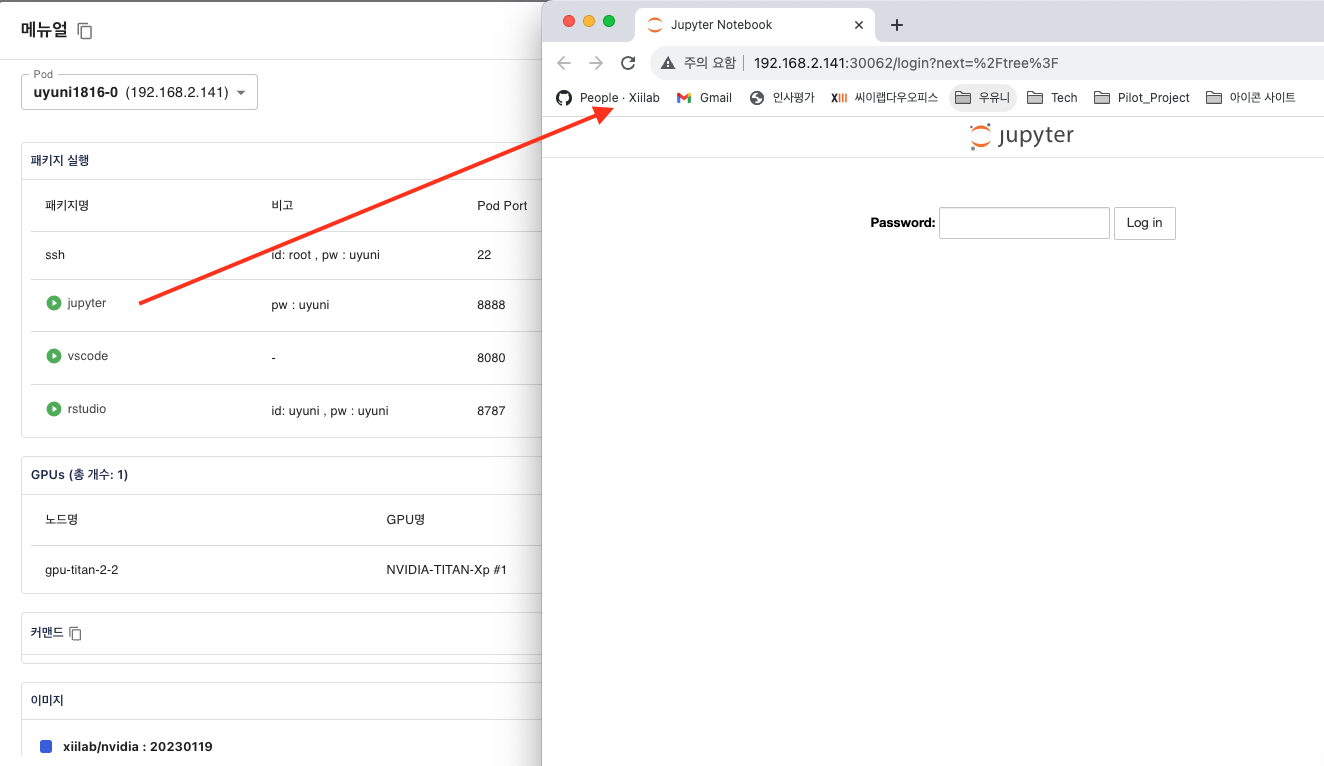 메뉴얼
Pod
uyuni1816-0 (192.168.2.141)
패키지 실행
패키지명 비고 Pod Port
ssh id: root , pw : uyuni 22
jupyter pw : uyuni 8888
vscode - 8080
rstudio id: uyuni , pw : uyuni 8787
GPUs (총 개수: 1)
노드명 GPU명
gpu-titan-2-2 NVIDIA-TITAN-Xp #1
커맨드
이미지
xiilab/nvidia : 20230119
Jupyter Notebook
주의 요함 192.168.2.141:30062/login?next=%2Ftree%3F
People · Xiilab Gmail 인사평가 XIII 씨이랩다우오피스 우유니 Tech Pilot_Project 아이콘 사이트
jupyter
Password: Log in